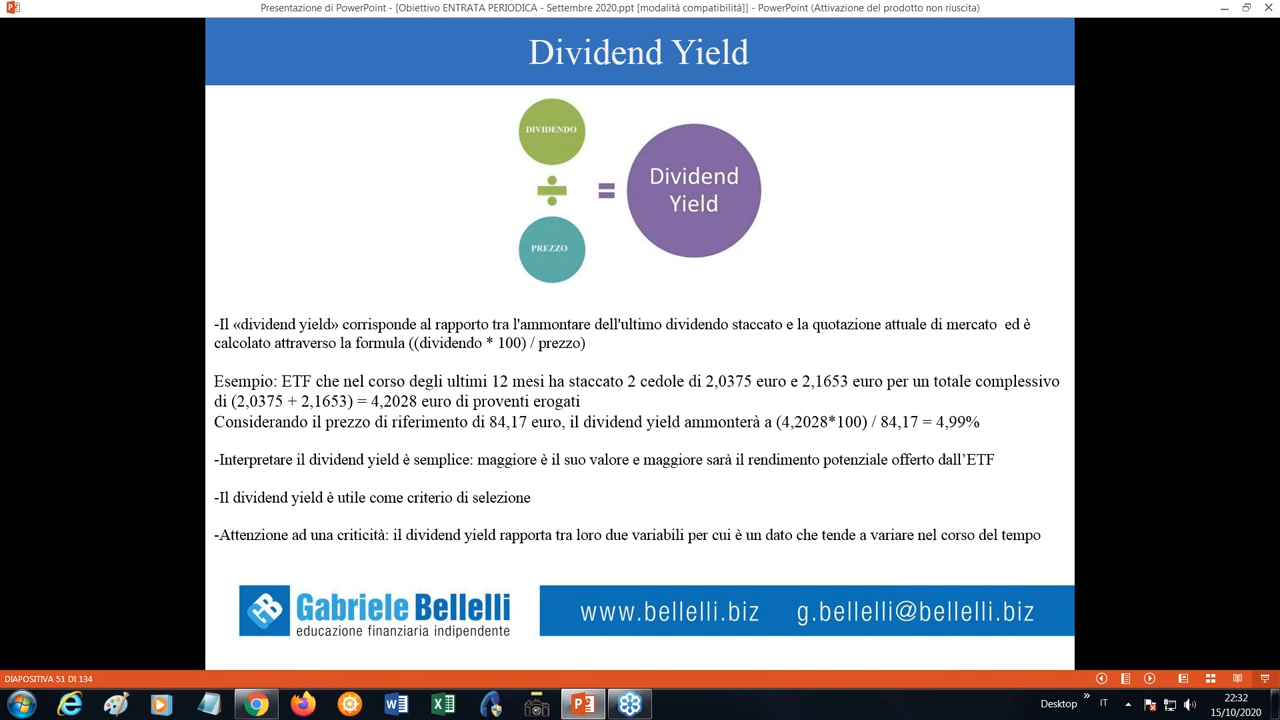 Presentazione di PowerPoint - [Obiettivo ENTRATA PERIODICA - Settembre 2020.ppt [modalità compatibilità]] - PowerPoint (Attivazione del prodotto non riuscita)
Dividend Yield
DIVIDENDO
÷
=
Dividend
Yield
PREZZO
-Il «dividend yield» corrisponde al rapporto tra l'ammontare dell'ultimo dividendo staccato e la quotazione attuale di mercato  ed è
calcolato attraverso la formula ((dividendo * 100) / prezzo)
Esempio: ETF che nel corso degli ultimi 12 mesi ha staccato 2 cedole di 2,0375 euro e 2,1653 euro per un totale complessivo
di (2,0375 + 2,1653) = 4,2028 euro di proventi erogati
Considerando il prezzo di riferimento di 84,17 euro, il dividend yield ammonterà a (4,2028*100) / 84,17 = 4,99%
-Interpretare il dividend yield è semplice: maggiore è il suo valore e maggiore sarà il rendimento potenziale offerto dall’ETF
-Il dividend yield è utile come criterio di selezione
-Attenzione ad una criticità: il dividend yield rapporta tra loro due variabili per cui è un dato che tende a variare nel corso del tempo
Gabriele Bellelli
educazione finanziaria indipendente
www.bellelli.biz g.bellelli@bellelli.biz
DIAPOSITIVA 51 DI 134
Desktop » IT
22:32
15/10/2020